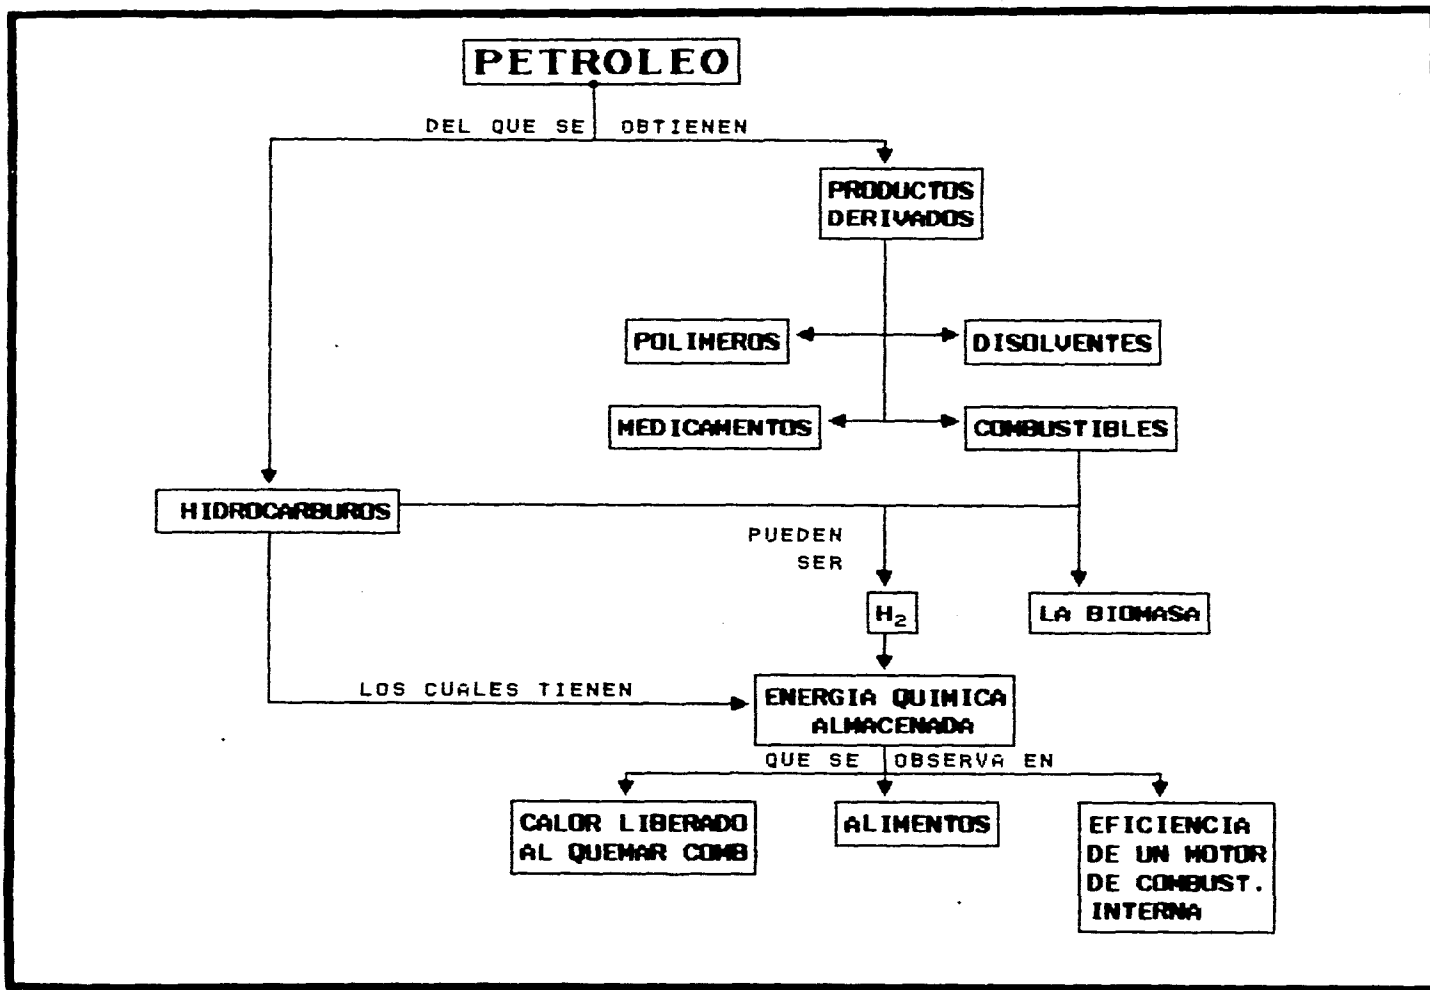 PETROLEO
DEL QUE SE OBTIENEN
PRODUCTOS
DERIVADOS
POLIMEROS
DISOLVENTES
MEDICAMENTOS
COMBUSTIBLES
HIDROCARBUROS
PUEDEN
SER
H₂
LA BIOMASA
LOS CUALES TIENEN
ENERGIA QUIMICA
ALMACENADA
QUE SE OBSERVA EN
CALOR LIBERADO
AL QUEMAR COMB
ALIMENTOS
EFICIENCIA
DE UN MOTOR
DE COMBUST.
INTERNA